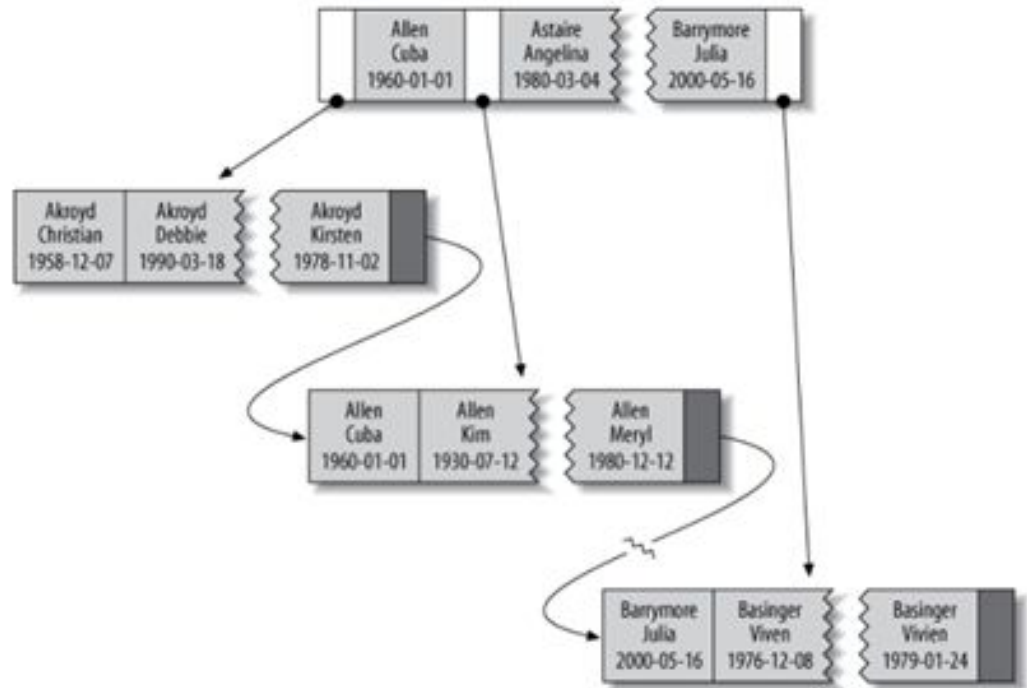 Allen
Cuba
1960-01-01
Astaire
Angelina
1980-03-04
Barrymore
Julia
2000-05-16
Akroyd
Christian
1958-12-07
Akroyd
Debbie
1990-03-18
Akroyd
Kirsten
1978-11-02
Allen
Cuba
1960-01-01
Allen
Kim
1930-07-12
Allen
Meryl
1980-12-12
Barrymore
Julia
2000-05-16
Basinger
Viven
1976-12-08
Basinger
Vivien
1979-01-24